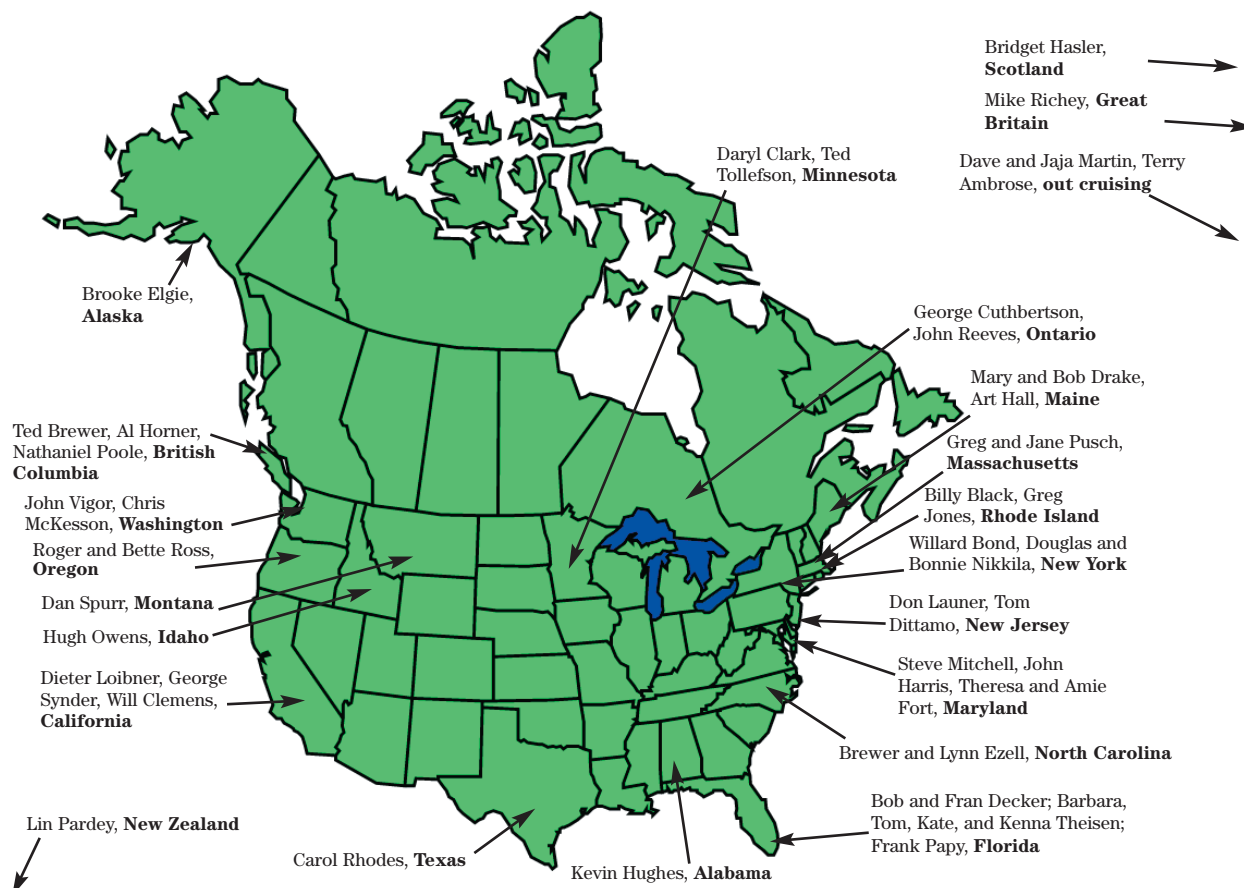 Bridget Hasler,
Scotland
Mike Richey, Great
Britain
Daryl Clark, Ted
Tollefson, Minnesota
Dave and Jaja Martin, Terry
Ambrose, out cruising
Brooke Elgie,
Alaska
George Cuthbertson,
John Reeves, Ontario
Mary and Bob Drake,
Art Hall, Maine
Ted Brewer, Al Horner,
Nathaniel Poole, British
Columbia
Greg and Jane Pusch,
Massachusetts
John Vigor, Chris
McKesson, Washington
Billy Black, Greg
Jones, Rhode Island
Roger and Bette Ross,
Oregon
Willard Bond, Douglas and
Bonnie Nikkila, New York
Dan Spurr, Montana
Don Launer, Tom
Dittamo, New Jersey
Hugh Owens, Idaho
Dieter Loibner, George
Synder, Will Clemens,
California
Steve Mitchell, John
Harris, Theresa and Amie
Fort, Maryland
Brewer and Lynn Ezell, North Carolina
Lin Pardey, New Zealand
Bob and Fran Decker; Barbara,
Tom, Kate, and Kenna Theisen;
Frank Papy, Florida
Carol Rhodes, Texas
Kevin Hughes, Alabama